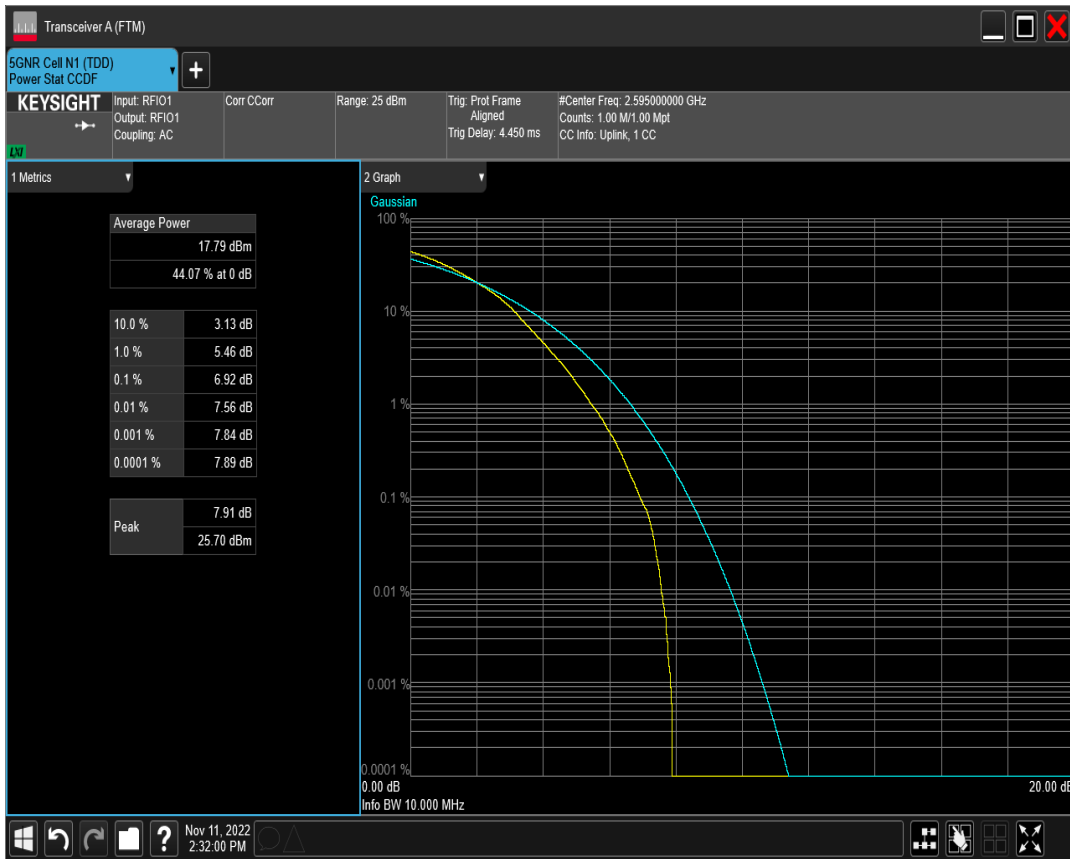 Transceiver A (FTM)
5GNR Cell N1 (TDD)
Power Stat CCDF
KEYSIGHT
LXI
Input: RFIO1
Output: RFIO1
Coupling: AC
Corr CCorr
Range: 25 dBm
Trig: Prot Frame
Aligned
Trig Delay: 4.450 ms
#Center Freq: 2.595000000 GHz
Counts: 1.00 M/1.00 Mpt
CC Info: Uplink, 1 CC
1 Metrics
Average Power
17.79 dBm
44.07 % at 0 dB
10.0 % 3.13 dB
1.0 % 5.46 dB
0.1 % 6.92 dB
0.01 % 7.56 dB
0.001 % 7.84 dB
0.0001 % 7.89 dB
Peak
7.91 dB
25.70 dBm
2 Graph
Gaussian
100 %
10 %
1 %
0.1 %
0.01 %
0.001 %
0.0001 %
0.00 dB 20.00 dB
Info BW 10.000 MHz
?
Nov 11, 2022
2:32:00 PM